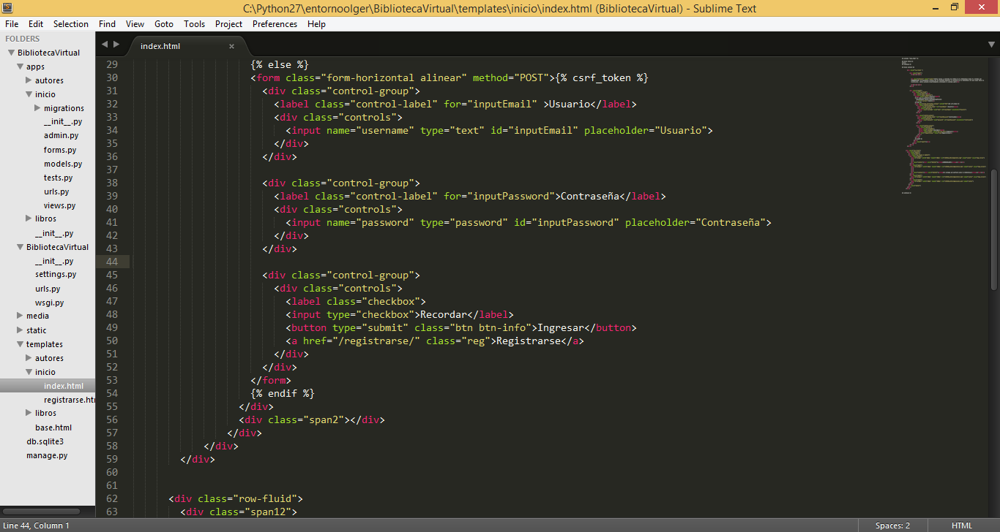 C:\Python27\entornoolger\BibliotecaVirtual\templates\inicio\index.html (BibliotecaVirtual) - Sublime Text
File Edit Selection Find View Goto Tools Project Preferences Help
FOLDERS
BibliotecaVirtual
apps
autores
inicio
migrations
__init__.py
admin.py
forms.py
models.py
tests.py
urls.py
views.py
libros
__init__.py
BibliotecaVirtual
__init__.py
settings.py
urls.py
wsgi.py
media
static
templates
autores
inicio
index.html
registrarse.htm
libros
base.html
db.sqlite3
manage.py
index.html
29 {% else %}
30 <form class="form-horizontal alinear" method="POST">{% csrf_token %}
31 <div class="control-group">
32 <label class="control-label" for="inputEmail" >Usuario</label>
33 <div class="controls">
34 <input name="username" type="text" id="inputEmail" placeholder="Usuario">
35 </div>
36 </div>
37
38 <div class="control-group">
39 <label class="control-label" for="inputPassword">Contraseña</label>
40 <div class="controls">
41 <input name="password" type="password" id="inputPassword" placeholder="Contraseña">
42 </div>
43 </div>
44
45 <div class="control-group">
46 <div class="controls">
47 <label class="checkbox">
48 <input type="checkbox">Recordar</label>
49 <button type="submit" class="btn btn-info">Ingresar</button>
50 <a href="/registrarse/" class="reg">Registrarse</a>
51 </div>
52 </div>
53 </form>
54 {% endif %}
55 </div>
56 <div class="span2"></div>
57 </div>
58 </div>
59 </div>
60
61
62 <div class="row-fluid">
63 <div class="span12">
Line 44, Column 1
Spaces: 2
HTML